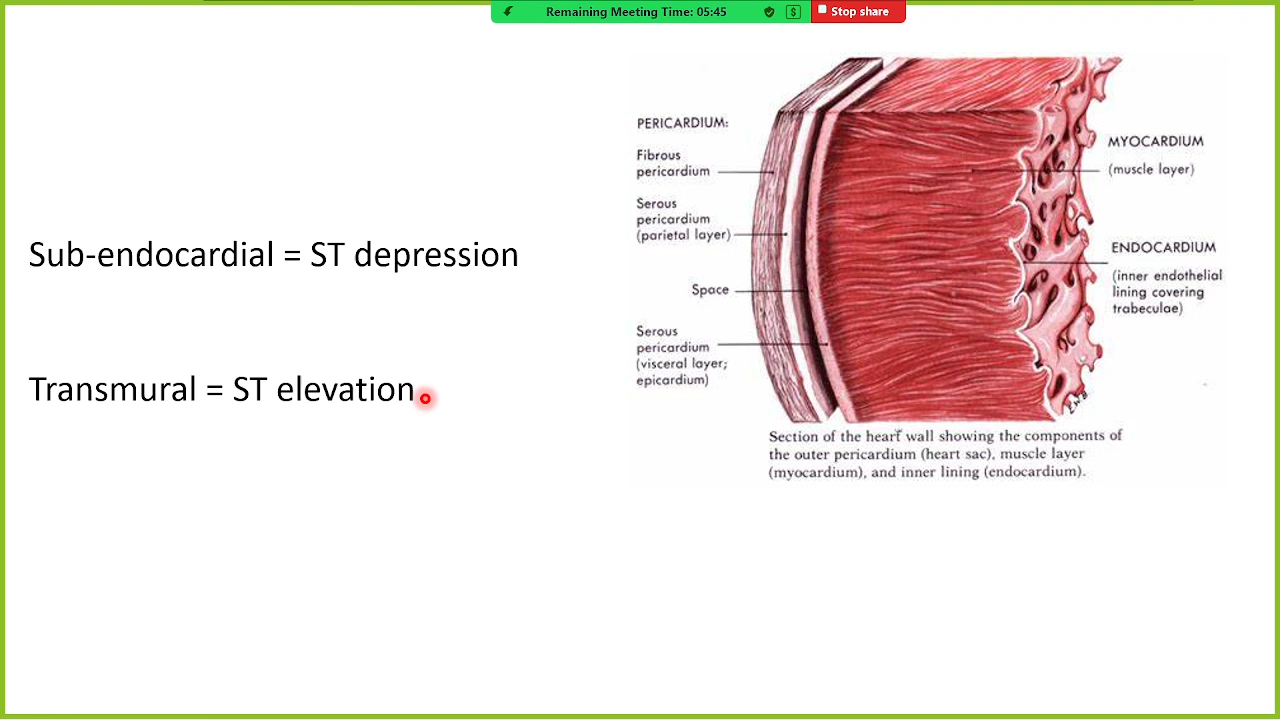 Remaining Meeting Time: 05:45
Stop share
Sub-endocardial = ST depression
Transmural = ST elevation
PERICARDIUM:
Fibrous
pericardium
Serous
pericardium
(parietal layer)
Space
Serous
pericardium
(visceral layer;
epicardium)
MYOCARDIUM
(muscle layer)
ENDOCARDIUM
(inner endothelial
lining covering
trabeculae)
Section of the heart wall showing the components of
the outer pericardium (heart sac), muscle layer
(myocardium), and inner lining (endocardium).